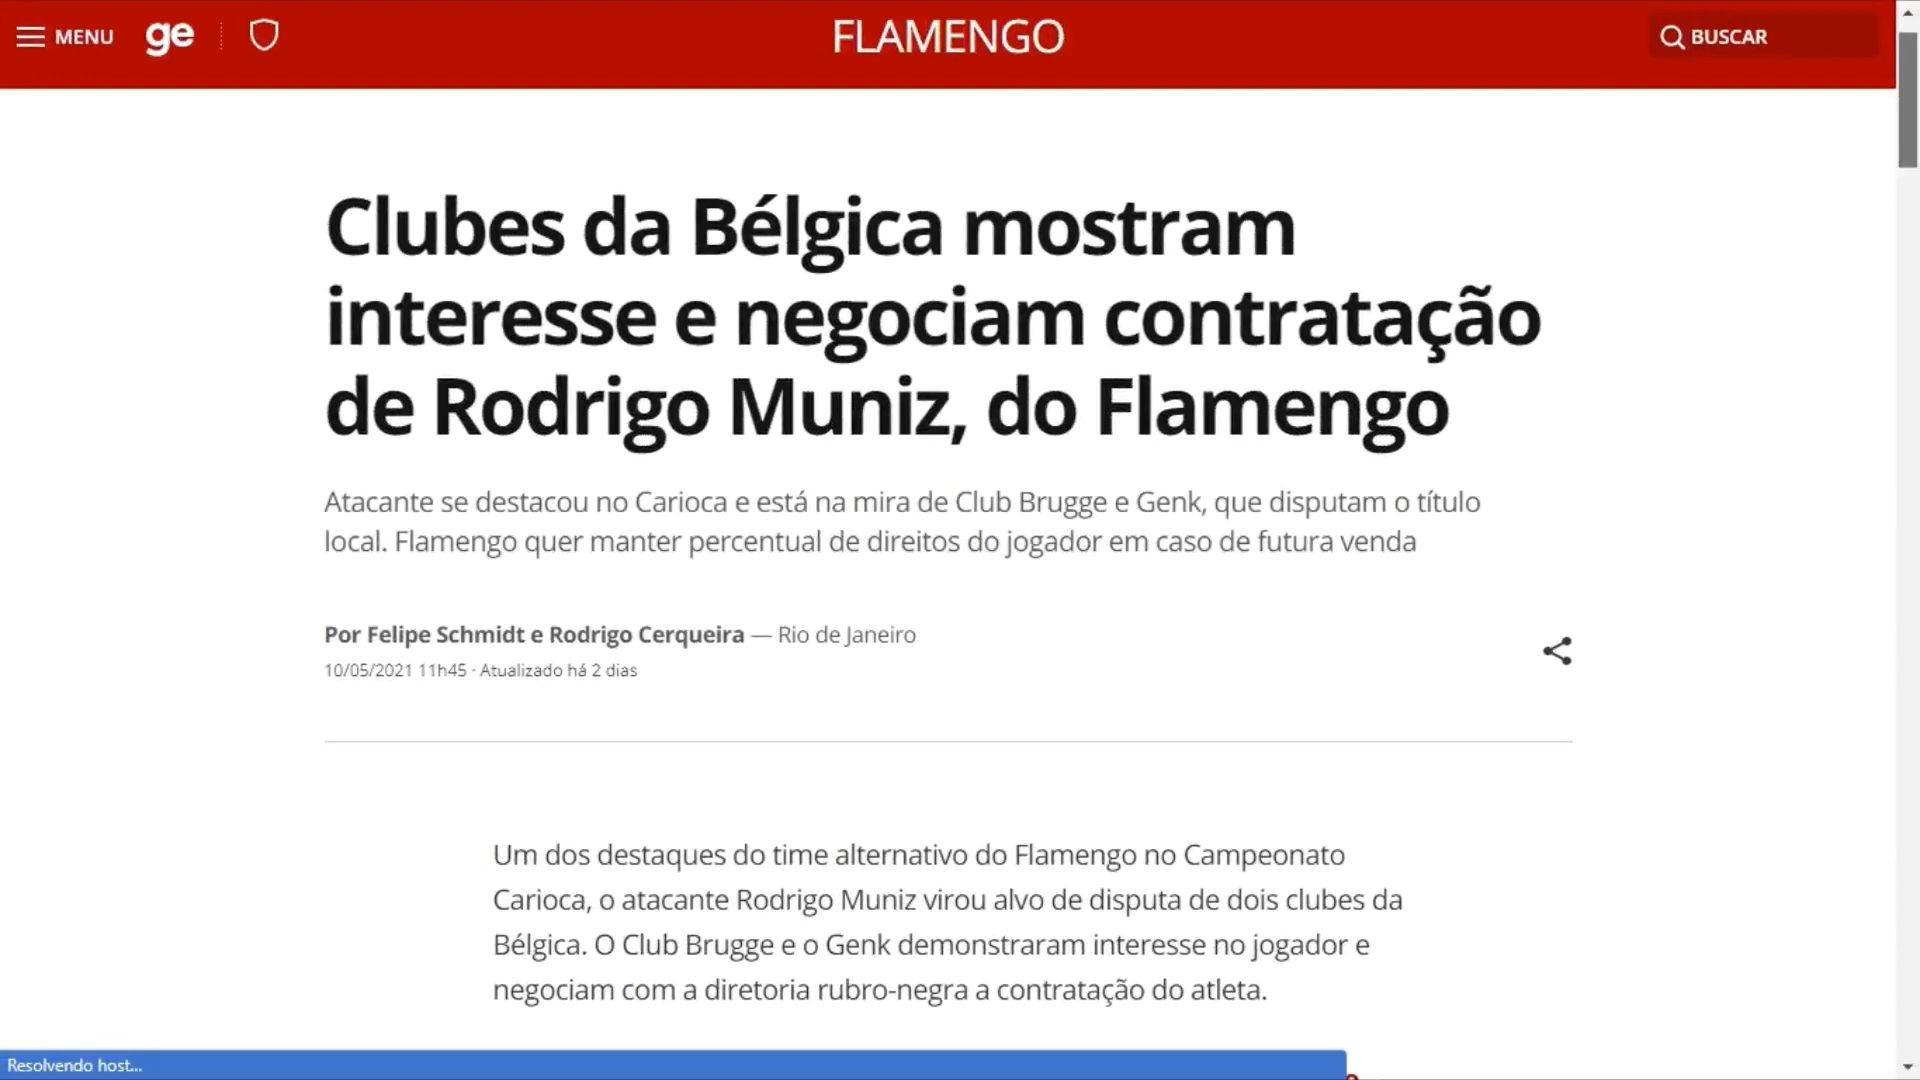 MENU ge FLAMENGO BUSCAR
Clubes da Bélgica mostram
interesse e negociam contratação
de Rodrigo Muniz, do Flamengo
Atacante se destacou no Carioca e está na mira de Club Brugge e Genk, que disputam o título
local. Flamengo quer manter percentual de direitos do jogador em caso de futura venda
Por Felipe Schmidt e Rodrigo Cerqueira — Rio de Janeiro
10/05/2021 11h45 · Atualizado há 2 dias
Um dos destaques do time alternativo do Flamengo no Campeonato
Carioca, o atacante Rodrigo Muniz virou alvo de disputa de dois clubes da
Bélgica. O Club Brugge e o Genk demonstraram interesse no jogador e
negociam com a diretoria rubro-negra a contratação do atleta.
Resolvendo host...